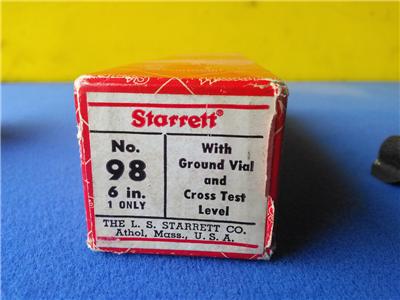 Starrett®
No.
98
6 in.
1 ONLY
With
Ground Vial
and
Cross Test
Level
THE L. S. STARRETT CO.
Athol, Mass., U. S. A.